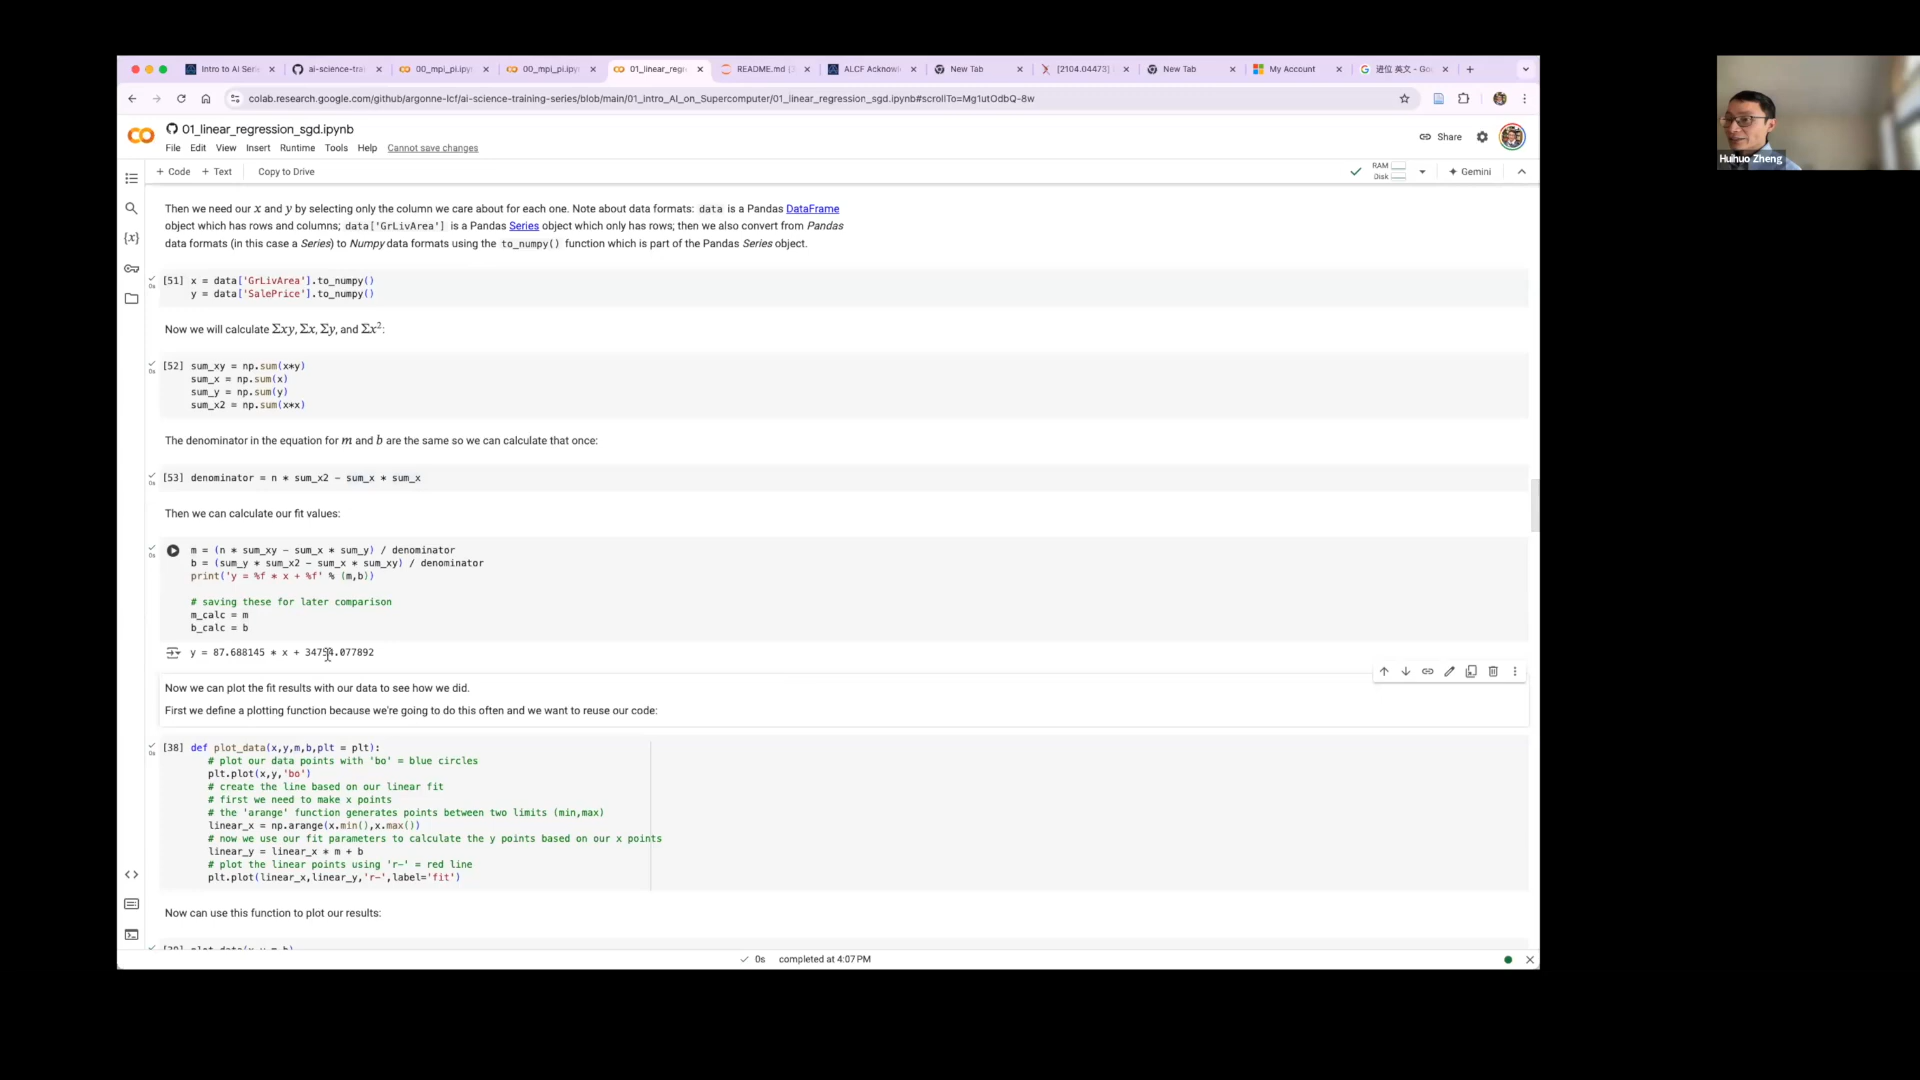 Intro to AI Seri
ai-science-trai
00_mpi_pi.ipy
00_mpi_pi.ipy
01_linear_regr
README.md (
ALCF Acknowl
New Tab
[2104.04473]
New Tab
My Account
进位 英文 - Go
colab.research.google.com/github/argonne-lcf/ai-science-training-series/blob/main/01_intro_AI_on_Supercomputer/01_linear_regression_sgd.ipynb#scrollTo=Mg1utOdbQ-8w
01_linear_regression_sgd.ipynb
File Edit View Insert Runtime Tools Help Cannot save changes
Share
+ Code + Text Copy to Drive
RAM
Disk
Gemini
Then we need our x and y by selecting only the column we care about for each one. Note about data formats: data is a Pandas DataFrame
object which has rows and columns; data['GrLivArea'] is a Pandas Series object which only has rows; then we also convert from Pandas
data formats (in this case a Series) to Numpy data formats using the to_numpy() function which is part of the Pandas Series object.
[51] x = data['GrLivArea'].to_numpy()
y = data['SalePrice'].to_numpy()
Now we will calculate Σxy, Σx, Σy, and Σx²:
[52] sum_xy = np.sum(x*y)
sum_x = np.sum(x)
sum_y = np.sum(y)
sum_x2 = np.sum(x*x)
The denominator in the equation for m and b are the same so we can calculate that once:
[53] denominator = n * sum_x2 - sum_x * sum_x
Then we can calculate our fit values:
m = (n * sum_xy - sum_x * sum_y) / denominator
b = (sum_y * sum_x2 - sum_x * sum_xy) / denominator
print('y = %f * x + %f' % (m,b))
# saving these for later comparison
m_calc = m
b_calc = b
y = 87.688145 * x + 34754.077892
Now we can plot the fit results with our data to see how we did.
First we define a plotting function because we're going to do this often and we want to reuse our code:
[38] def plot_data(x,y,m,b,plt = plt):
# plot our data points with 'bo' = blue circles
plt.plot(x,y,'bo')
# create the line based on our linear fit
# first we need to make x points
# the 'arange' function generates points between two limits (min,max)
linear_x = np.arange(x.min(),x.max())
# now we use our fit parameters to calculate the y points based on our x points
linear_y = linear_x * m + b
# plot the linear points using 'r-' = red line
plt.plot(linear_x,linear_y,'r-',label='fit')
Now can use this function to plot our results:
[39] plot_data(x,y,m,b)
0s completed at 4:07 PM
Huihuo Zheng